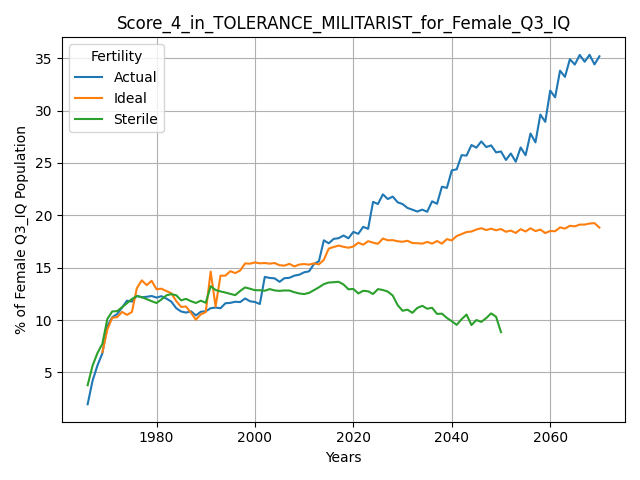 Score_4_in_TOLERANCE_MILITARIST_for_Female_Q3_IQ
Fertility
Actual
Ideal
Sterile
% of Female Q3_IQ Population
35
30
25
20
15
10
5
1980
2000
2020
2040
2060
Years